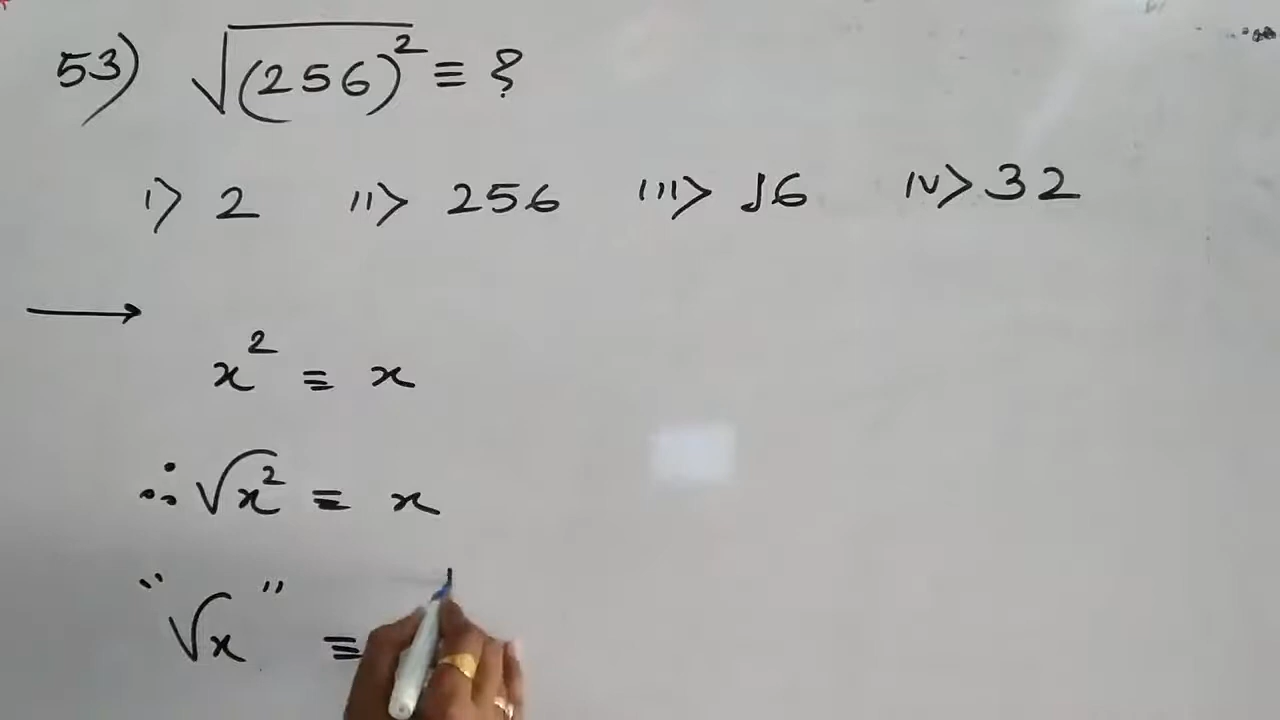 53) √(256)² ≡ ?
i> 2 ii> 256 iii> 16 iv> 32
→
x² ≡ x
∴ √x² ≡ x
"√x" ≡